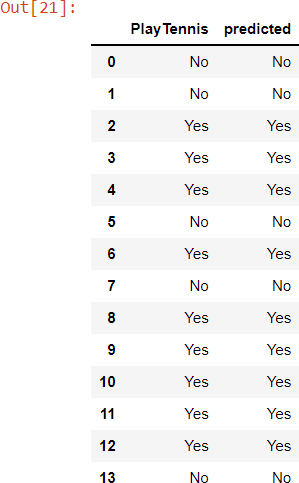 Out[21]:
PlayTennis predicted
0 No No
1 No No
2 Yes Yes
3 Yes Yes
4 Yes Yes
5 No No
6 Yes Yes
7 No No
8 Yes Yes
9 Yes Yes
10 Yes Yes
11 Yes Yes
12 Yes Yes
13 No No